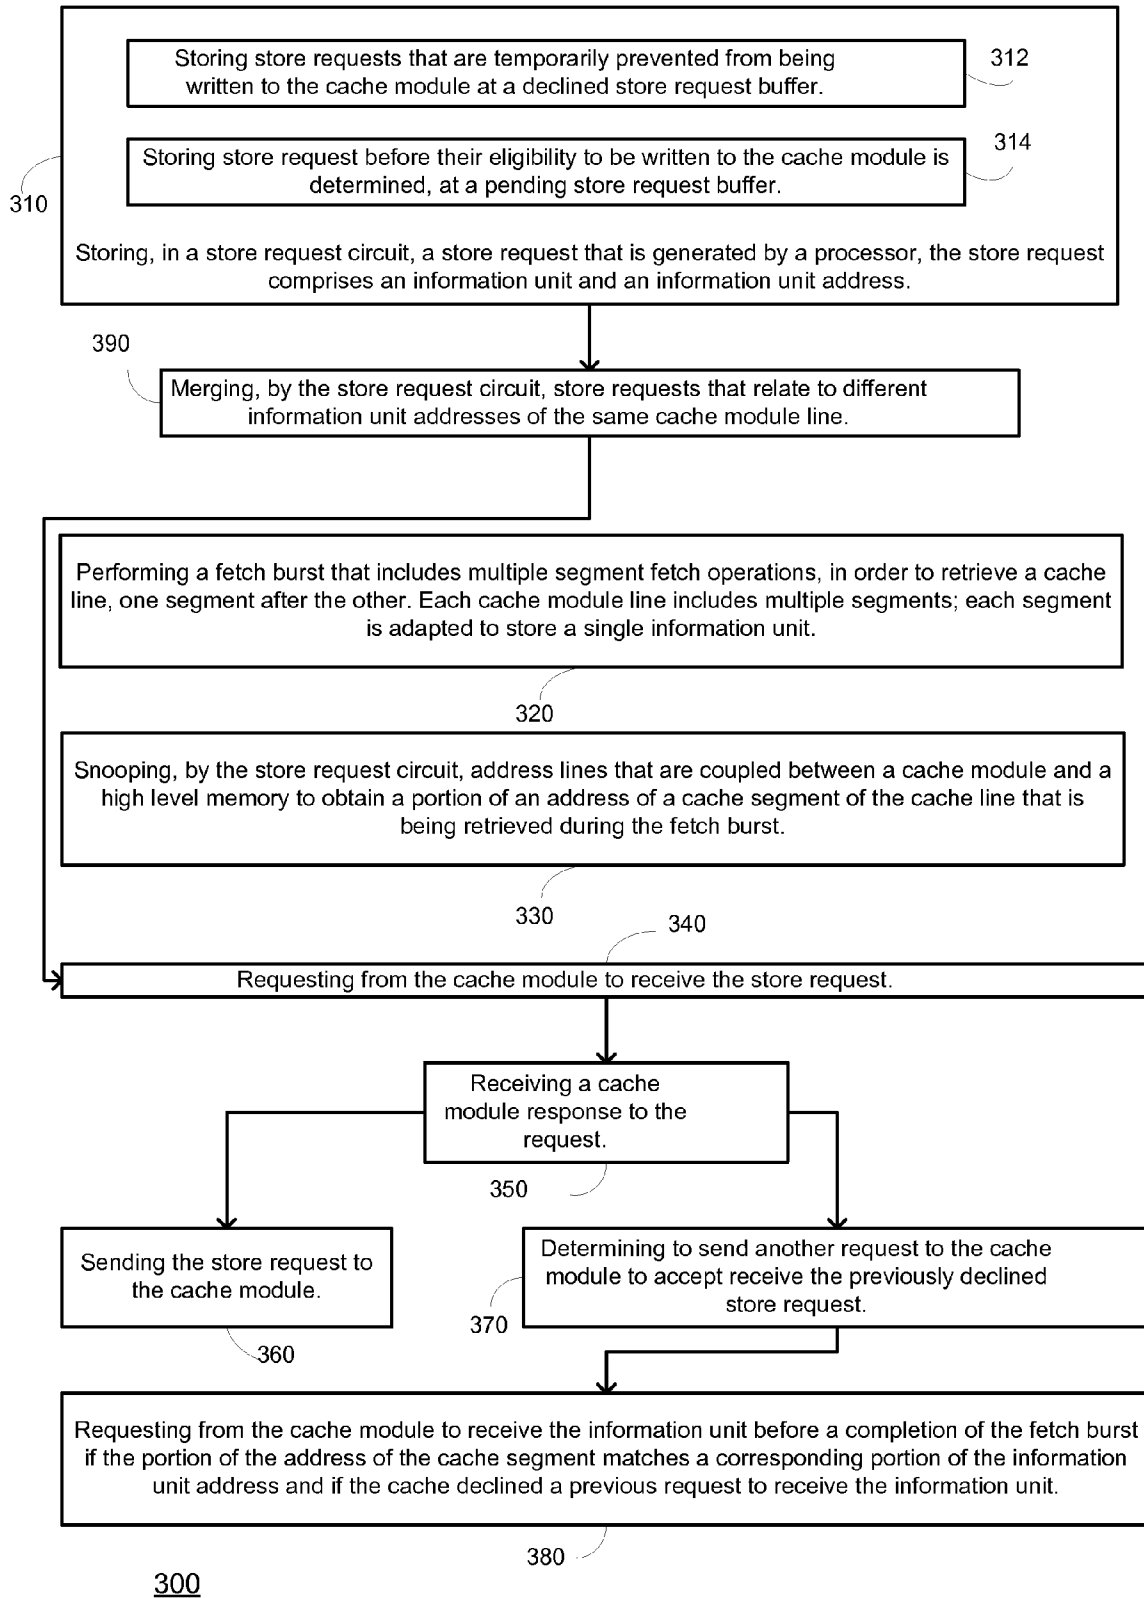 Storing store requests that are temporarily prevented from being
written to the cache module at a declined store request buffer.
312
Storing store request before their eligibility to be written to the cache module is
determined, at a pending store request buffer.
314
310
Storing, in a store request circuit, a store request that is generated by a processor, the store request
comprises an information unit and an information unit address.
390
Merging, by the store request circuit, store requests that relate to different
information unit addresses of the same cache module line.
Performing a fetch burst that includes multiple segment fetch operations, in order to retrieve a cache
line, one segment after the other. Each cache module line includes multiple segments; each segment
is adapted to store a single information unit.
320
Snooping, by the store request circuit, address lines that are coupled between a cache module and a
high level memory to obtain a portion of an address of a cache segment of the cache line that is
being retrieved during the fetch burst.
330
340
Requesting from the cache module to receive the store request.
Receiving a cache
module response to the
request.
350
Sending the store request to
the cache module.
360
Determining to send another request to the cache
module to accept receive the previously declined
store request.
370
Requesting from the cache module to receive the information unit before a completion of the fetch burst
if the portion of the address of the cache segment matches a corresponding portion of the information
unit address and if the cache declined a previous request to receive the information unit.
380
300